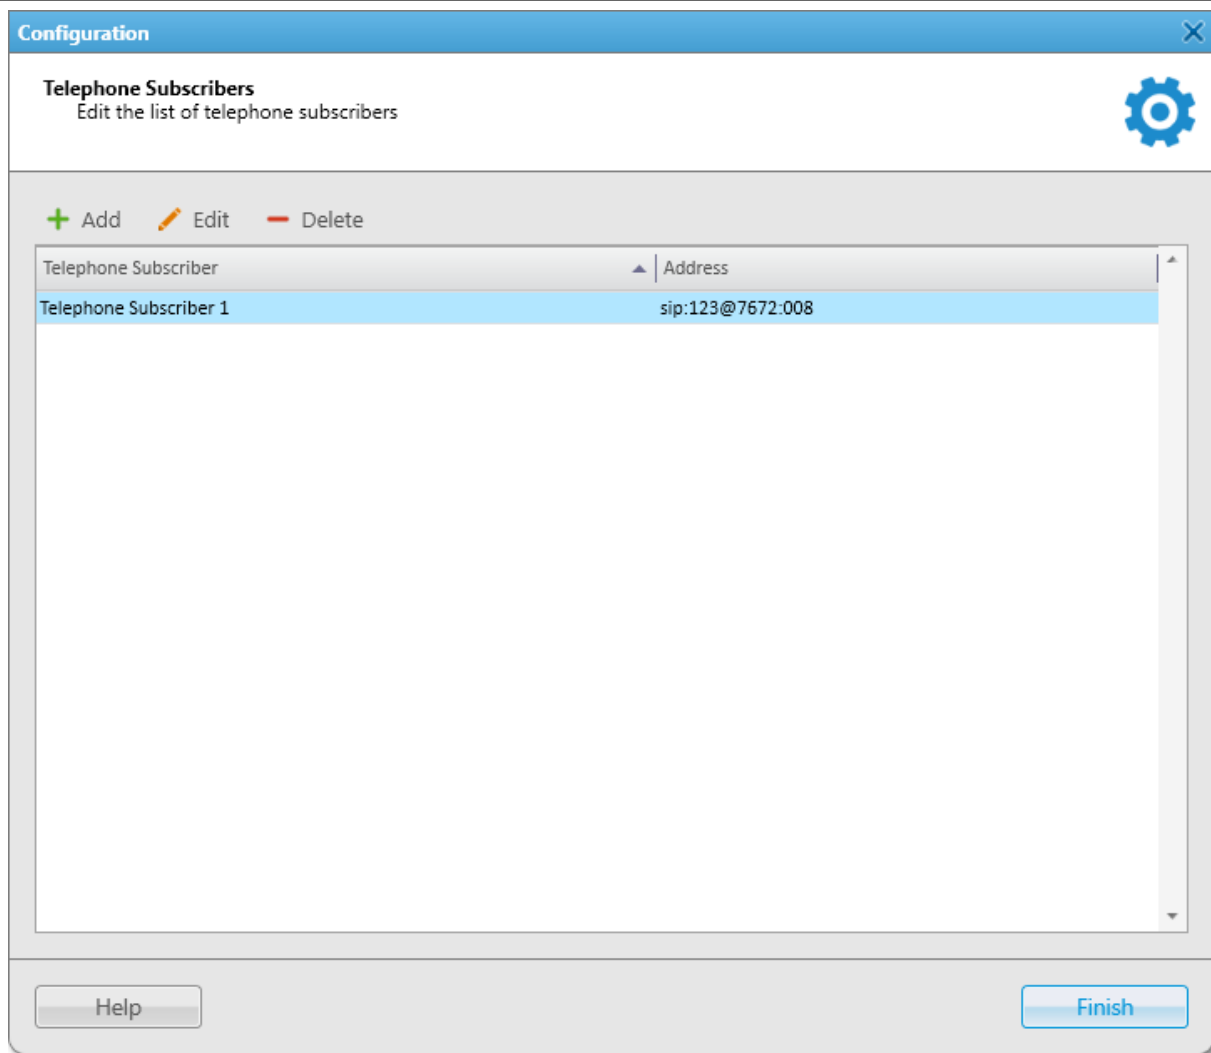 Configuration
Telephone Subscribers
Edit the list of telephone subscribers
Add Edit Delete
Telephone Subscriber Address
Telephone Subscriber 1 sip:123@7672:008
Help Finish